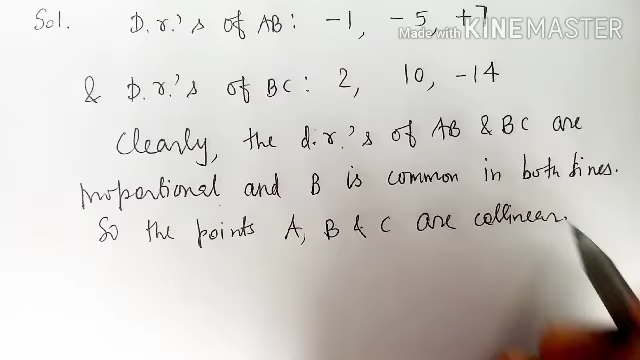 Sol. D.r.'s of AB: -1, -5, +7
Made with KINEMASTER
& D.r.'s of BC: 2, 10, -14
Clearly, the d.r.'s of AB & BC are
proportional and B is common in both lines.
So the points A, B & C are collinear.